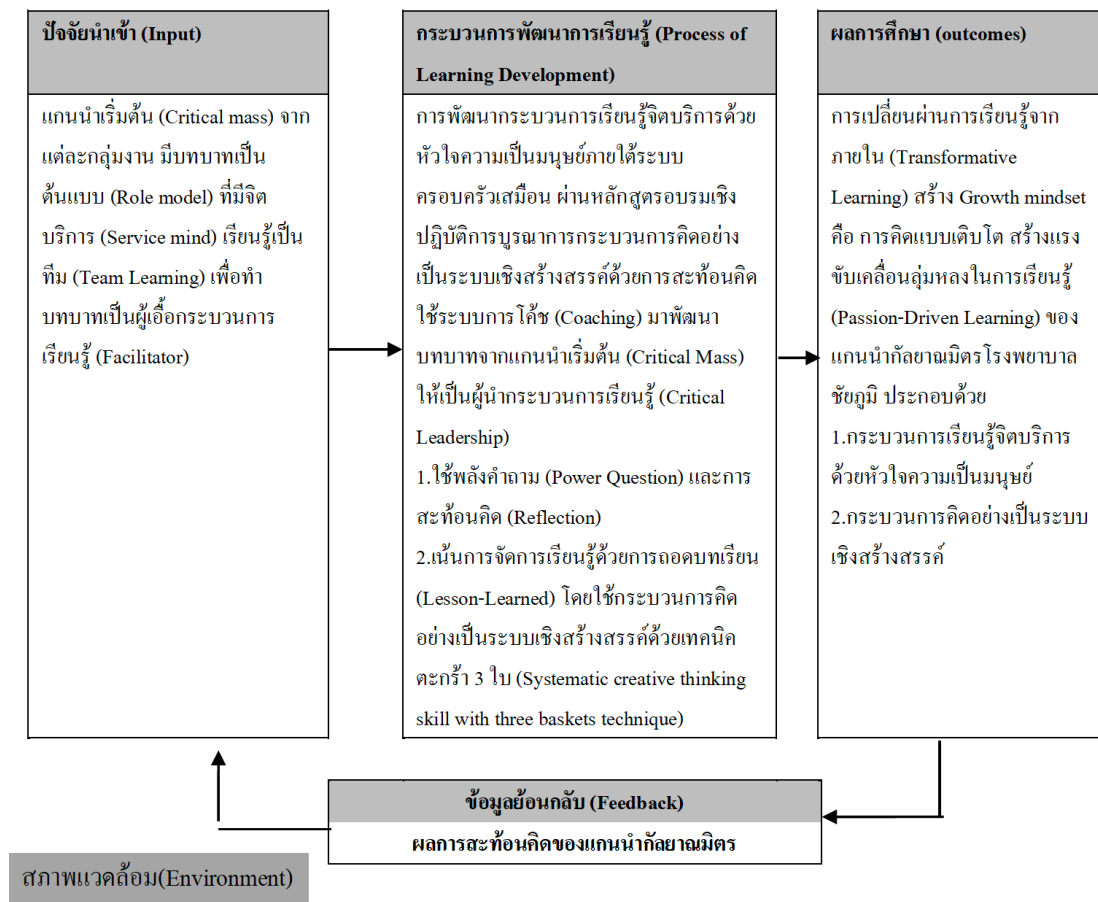 ปัจจัยนำเข้า (Input)
แกนนำเริ่มต้น (Critical mass) จาก
แต่ละกลุ่มงาน มีบทบาทเป็น
ต้นแบบ (Role model) ที่มีจิต
บริการ (Service mind) เรียนรู้เป็น
ทีม (Team Learning) เพื่อทำ
บทบาทเป็นผู้เอื้อกระบวนการ
เรียนรู้ (Facilitator)
กระบวนการพัฒนาการเรียนรู้ (Process of
Learning Development)
การพัฒนากระบวนการเรียนรู้จิตบริการด้วย
หัวใจความเป็นมนุษย์ภายใต้ระบบ
ครอบครัวเสมือน ผ่านหลักสูตรอบรมเชิง
ปฏิบัติการบูรณาการกระบวนการคิดอย่าง
เป็นระบบเชิงสร้างสรรค์ด้วยการสะท้อนคิด
ใช้ระบบการโค้ช (Coaching) มาพัฒนา
บทบาทจากแกนนำเริ่มต้น (Critical Mass)
ให้เป็นผู้นำกระบวนการเรียนรู้ (Critical
Leadership)
1.ใช้พลังคำถาม (Power Question) และการ
สะท้อนคิด (Reflection)
2.เน้นการจัดการเรียนรู้ด้วยการถอดบทเรียน
(Lesson-Learned) โดยใช้กระบวนการคิด
อย่างเป็นระบบเชิงสร้างสรรค์ด้วยเทคนิค
ตะกร้า 3 ใบ (Systematic creative thinking
skill with three baskets technique)
ผลการศึกษา (outcomes)
การเปลี่ยนผ่านการเรียนรู้จาก
ภายใน (Transformative
Learning) สร้าง Growth mindset
คือ การคิดแบบเติบโต สร้างแรง
ขับเคลื่อนลุ่มหลงในการเรียนรู้
(Passion-Driven Learning) ของ
แกนนำกัลยาณมิตรโรงพยาบาล
ชัยภูมิ ประกอบด้วย
1.กระบวนการเรียนรู้จิตบริการ
ด้วยหัวใจความเป็นมนุษย์
2.กระบวนการคิดอย่างเป็นระบบ
เชิงสร้างสรรค์
ข้อมูลย้อนกลับ (Feedback)
ผลการสะท้อนคิดของแกนนำกัลยาณมิตร
สภาพแวดล้อม(Environment)